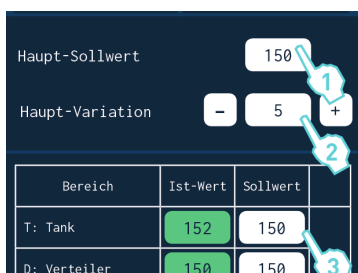 Haupt-Sollwert 150
1
Haupt-Variation - 5 +
2
Bereich Ist-Wert Sollwert
T: Tank 152 150
3
D: Verteiler 150 150